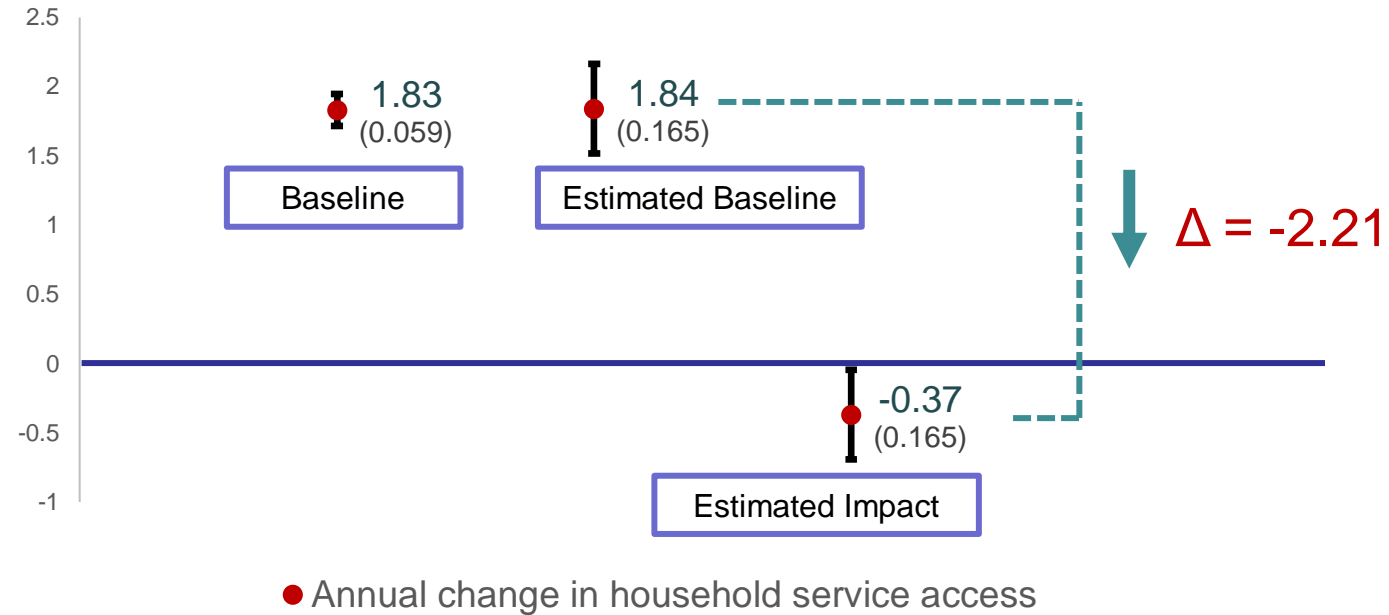 2.5
2
1.5
1
0.5
0
-0.5
-1
1.83
(0.059)
Baseline
1.84
(0.165)
Estimated Baseline
Δ = -2.21
-0.37
(0.165)
Estimated Impact
Annual change in household service access